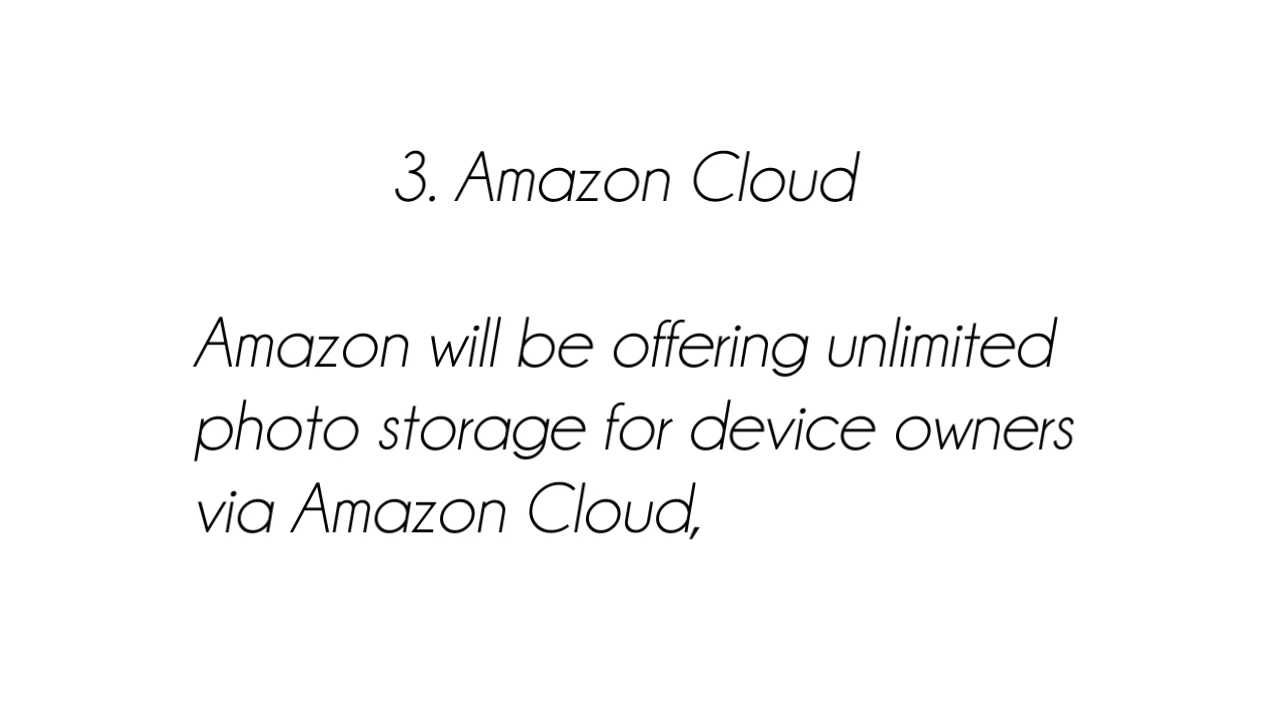 3. Amazon Cloud
Amazon will be offering unlimited
photo storage for device owners
via Amazon Cloud,